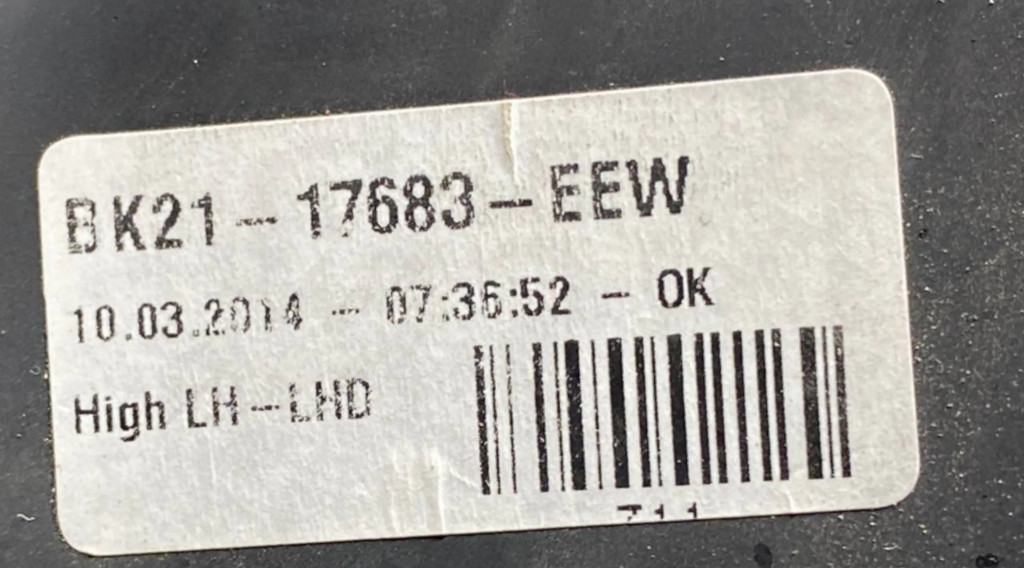 BK21-17683-EEW
10.03.2014 - 07:36:52 - OK
High LH-LHD